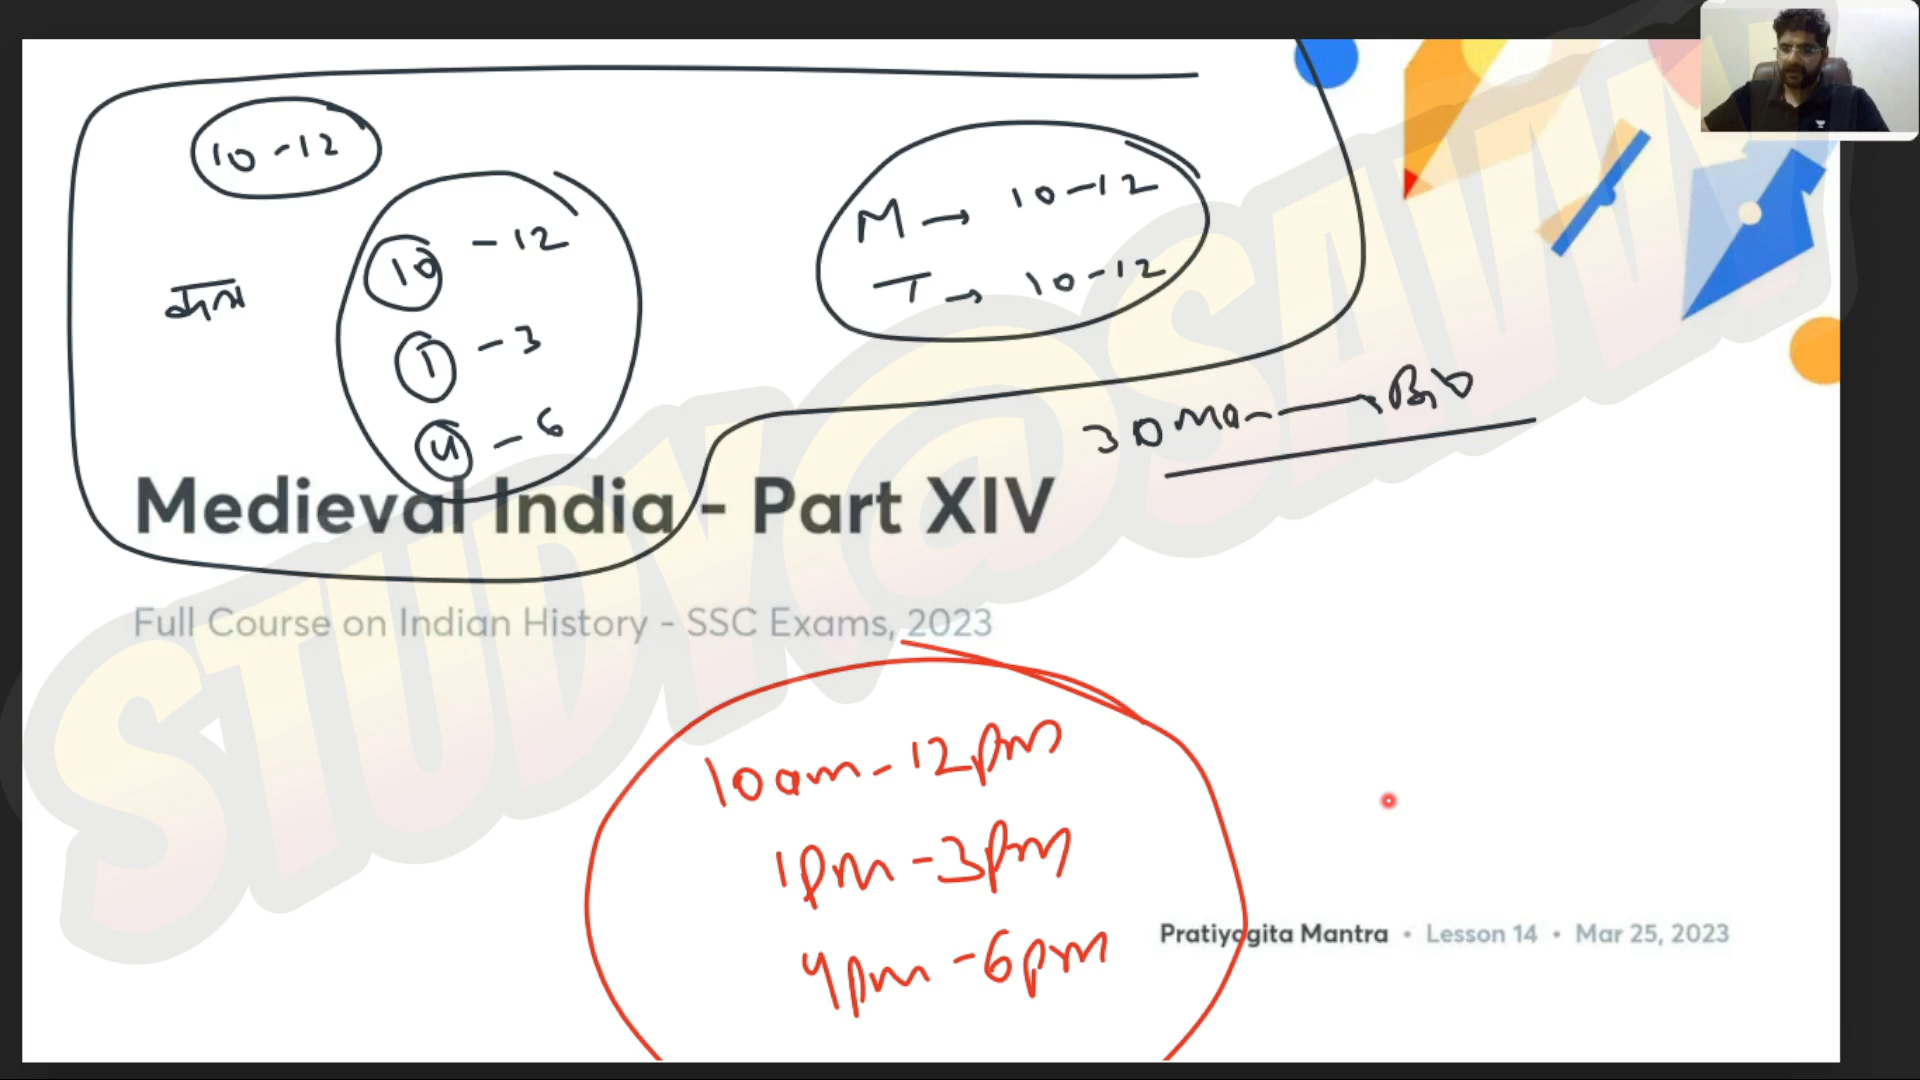 10-12
10 - 12
1 - 3
4 - 6
M → 10-12
T → 10-12
Medieval India - Part XIV
Full Course on Indian History - SSC Exams, 2023
10am - 12pm
1pm - 3pm
4pm - 6pm
Pratiyogita Mantra • Lesson 14 • Mar 25, 2023
STUDY@SAVVY